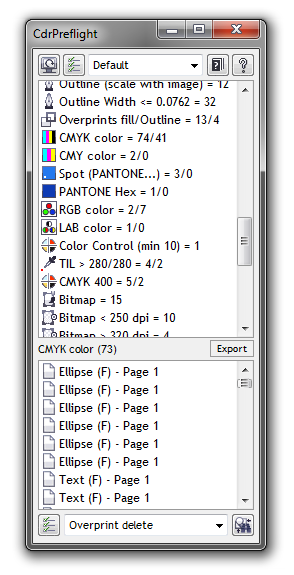 CdrPreflight
Default
Outline (scale with image) = 12
Outline Width <= 0.0762 = 32
Overprints fill/Outline = 13/4
CMYK color = 74/41
CMY color = 2/0
Spot (PANTONE...) = 3/0
PANTONE Hex = 1/0
RGB color = 2/7
LAB color = 1/0
Color Control (min 10) = 1
TIL > 280/280 = 4/2
CMYK 400 = 5/2
Bitmap = 15
Bitmap < 250 dpi = 10
Bitmap > 320 dpi = 4
CMYK color (73)
Export
Ellipse (F) - Page 1
Ellipse (F) - Page 1
Ellipse (F) - Page 1
Ellipse (F) - Page 1
Ellipse (F) - Page 1
Ellipse (F) - Page 1
Text (F) - Page 1
Text (F) - Page 1
Overprint delete